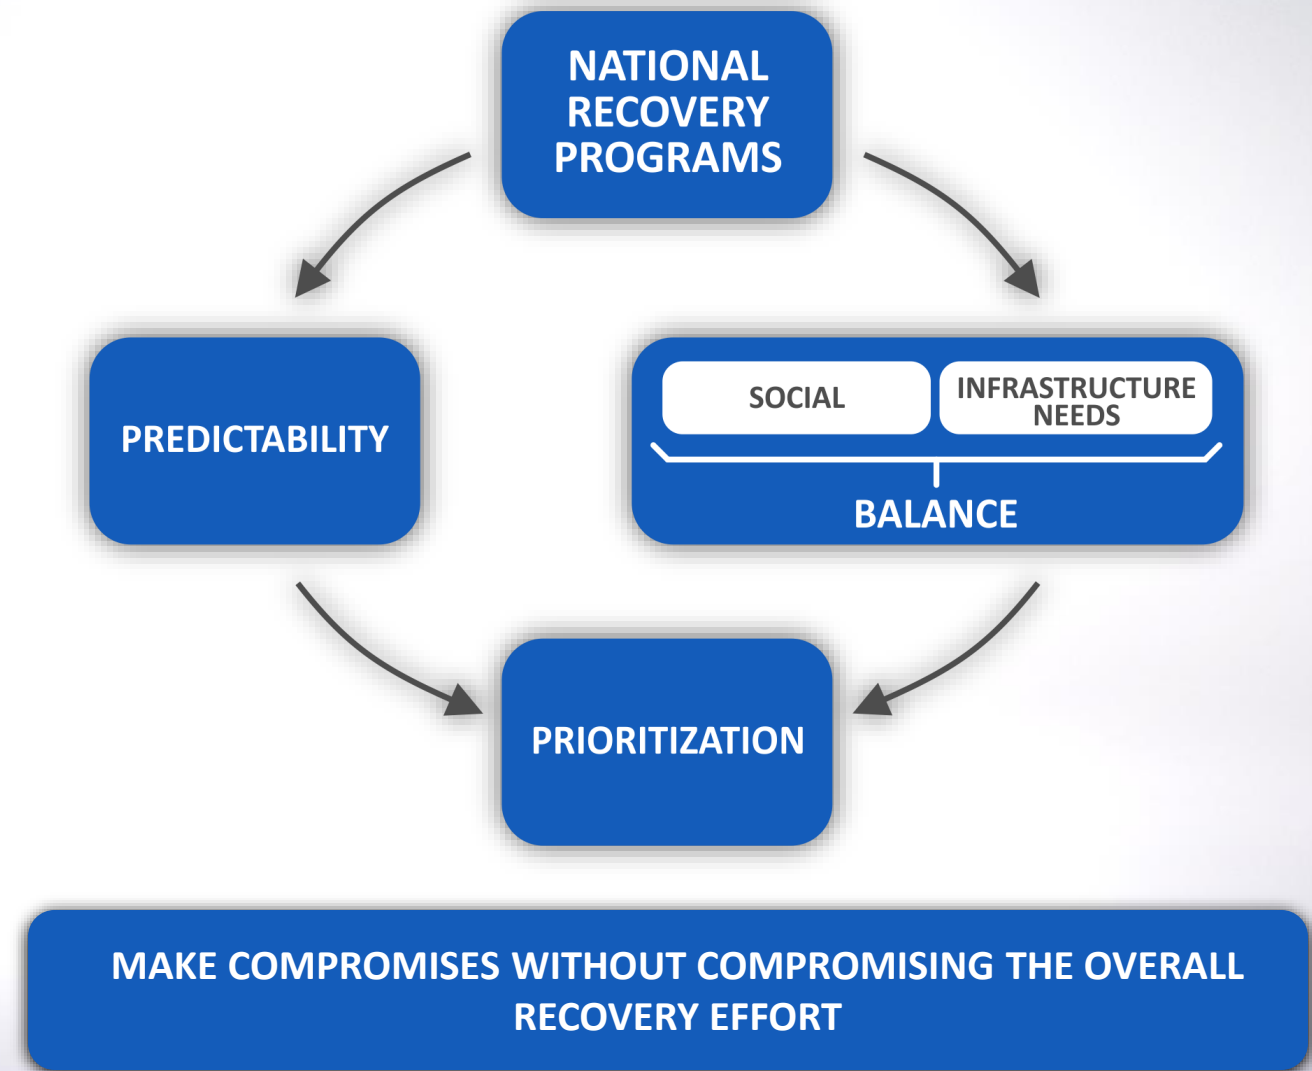 NATIONAL
RECOVERY
PROGRAMS
PREDICTABILITY
SOCIAL
INFRASTRUCTURE
NEEDS
BALANCE
PRIORITIZATION
MAKE COMPROMISES WITHOUT COMPROMISING THE OVERALL
RECOVERY EFFORT